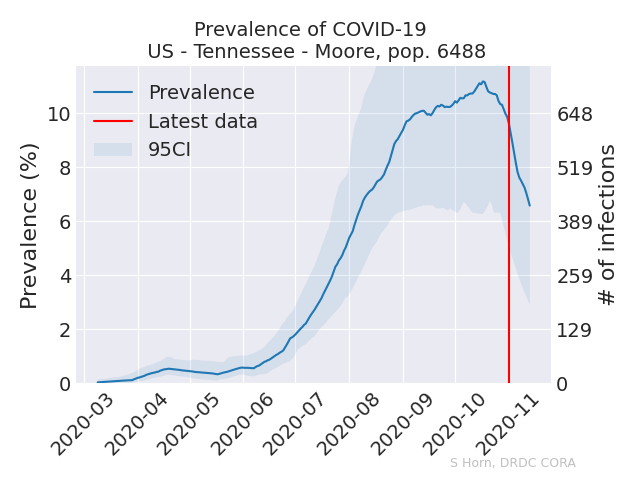 Prevalence of COVID-19
US - Tennessee - Moore, pop. 6488
Prevalence
Latest data
95CI
Prevalence (%)
10
8
6
4
2
0
648
519
389
259
129
0
# of infections
2020-03
2020-04
2020-05
2020-06
2020-07
2020-08
2020-09
2020-10
2020-11
S Horn, DRDC CORA